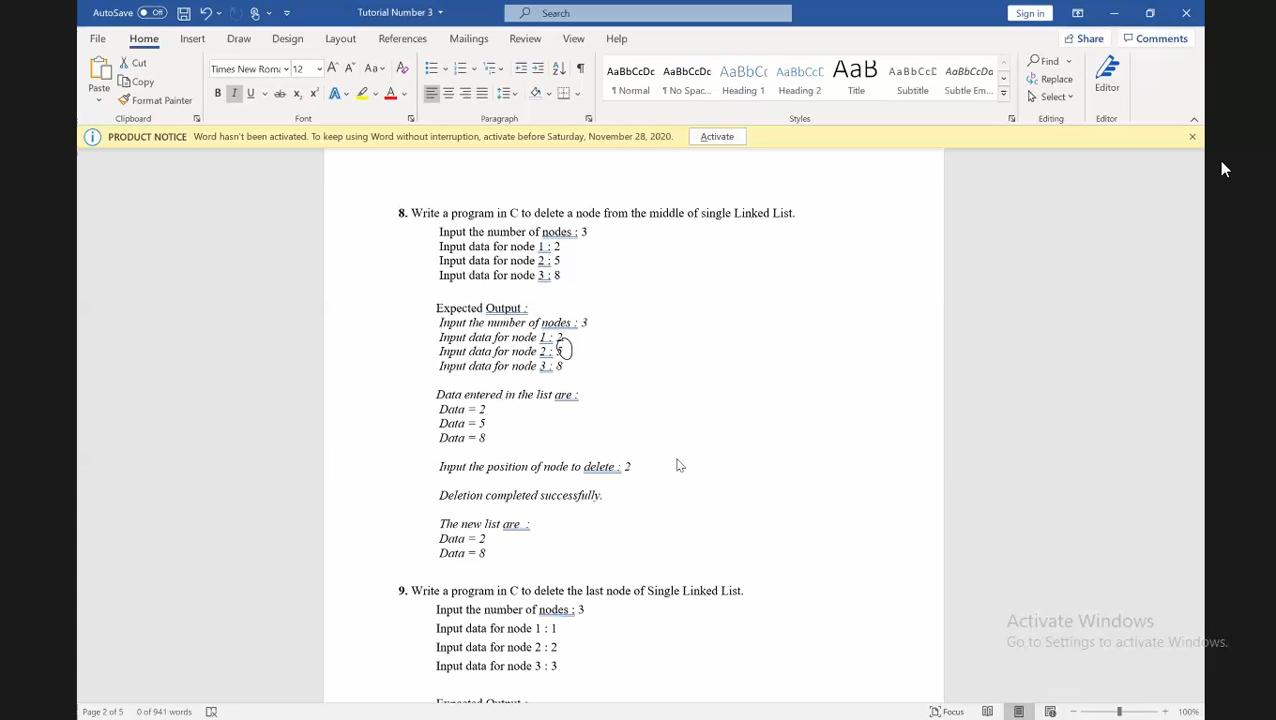 AutoSave Off Tutorial Number 3 Search Sign in
File Home Insert Draw Design Layout References Mailings Review View Help Share Comments
Paste Cut Copy Format Painter Clipboard
Times New Roma 12 Aa B I U ab x₂ x² A A Font
Paragraph
AaBbCcDc AaBbCcDc AaBbCc AaBbCcC AaB AaBbCcD AaBbCcDc
¶ Normal ¶ No Spac... Heading 1 Heading 2 Title Subtitle Subtle Em...
Styles
Find Replace Select Editing
Editor Editor
PRODUCT NOTICE Word hasn't been activated. To keep using Word without interruption, activate before Saturday, November 28, 2020. Activate
8. Write a program in C to delete a node from the middle of single Linked List.
Input the number of nodes : 3
Input data for node 1 : 2
Input data for node 2 : 5
Input data for node 3 : 8
Expected Output :
Input the number of nodes : 3
Input data for node 1 : 2
Input data for node 2 : 5
Input data for node 3 : 8
Data entered in the list are :
Data = 2
Data = 5
Data = 8
Input the position of node to delete : 2
Deletion completed successfully.
The new list are :
Data = 2
Data = 8
9. Write a program in C to delete the last node of Single Linked List.
Input the number of nodes : 3
Input data for node 1 : 1
Input data for node 2 : 2
Input data for node 3 : 3
Expected Output :
Activate Windows
Go to Settings to activate Windows.
Page 2 of 5 0 of 941 words Focus 100%